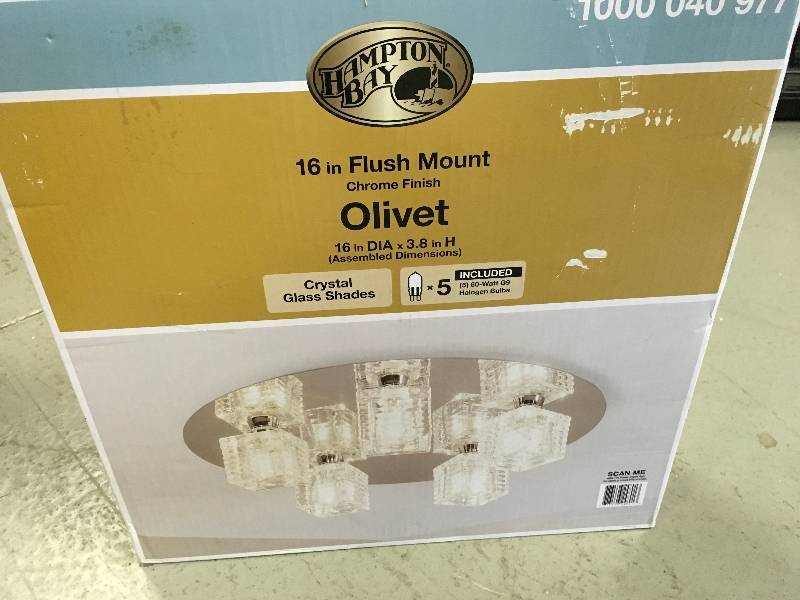 1000 040 977
HAMPTON
BAY
16 in Flush Mount
Chrome Finish
Olivet
16 in DIA x 3.8 in H
(Assembled Dimensions)
Crystal
Glass Shades
× 5
INCLUDED
(5) 60-Watt G9
Halogen Bulbs
SCAN ME